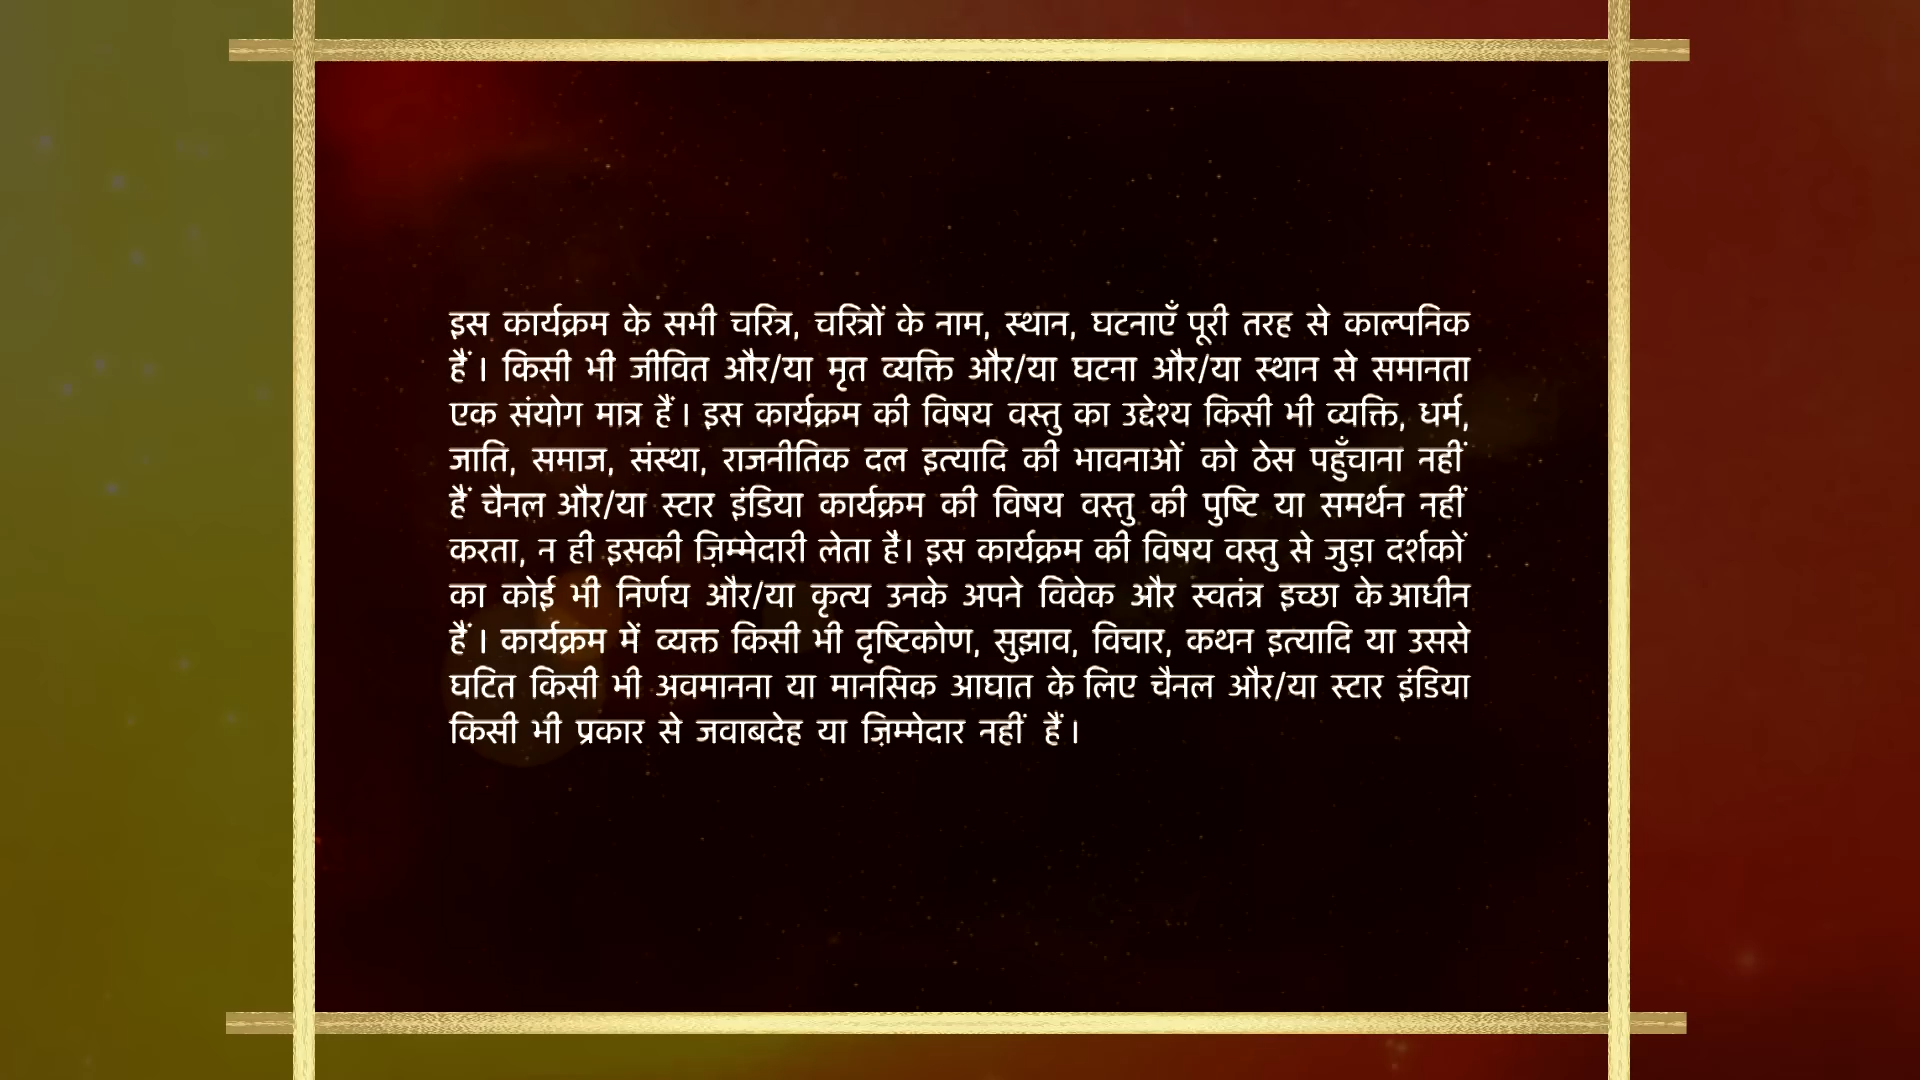 इस कार्यक्रम के सभी चरित्र, चरित्रों के नाम, स्थान, घटनाएँ पूरी तरह से काल्पनिक
हैं। किसी भी जीवित और/या मृत व्यक्ति और/या घटना और/या स्थान से समानता
एक संयोग मात्र हैं। इस कार्यक्रम की विषय वस्तु का उद्देश्य किसी भी व्यक्ति, धर्म,
जाति, समाज, संस्था, राजनीतिक दल इत्यादि की भावनाओं को ठेस पहुँचाना नहीं
हैं चैनल और/या स्टार इंडिया कार्यक्रम की विषय वस्तु की पुष्टि या समर्थन नहीं
करता, न ही इसकी ज़िम्मेदारी लेता है। इस कार्यक्रम की विषय वस्तु से जुड़ा दर्शकों
का कोई भी निर्णय और/या कृत्य उनके अपने विवेक और स्वतंत्र इच्छा के आधीन
हैं। कार्यक्रम में व्यक्त किसी भी दृष्टिकोण, सुझाव, विचार, कथन इत्यादि या उससे
घटित किसी भी अवमानना या मानसिक आघात के लिए चैनल और/या स्टार इंडिया
किसी भी प्रकार से जवाबदेह या ज़िम्मेदार नहीं हैं।